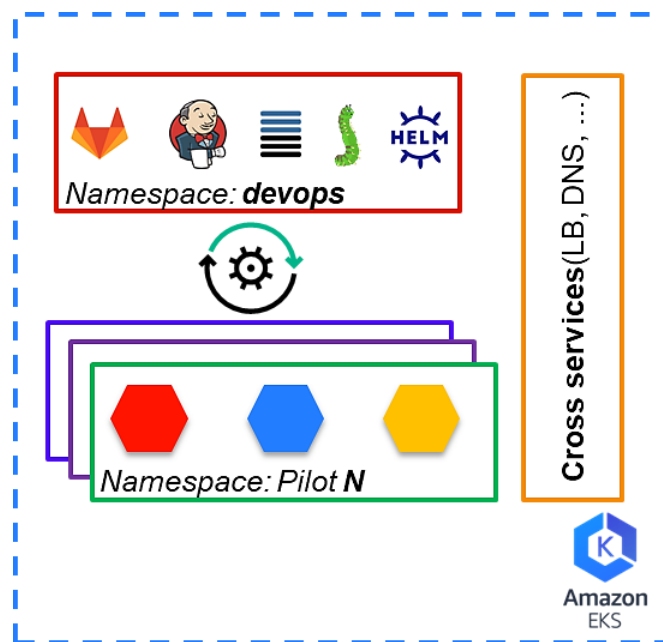 HELM
Namespace: devops
Cross services(LB, DNS, ...)
Namespace: Pilot N
K
Amazon
EKS